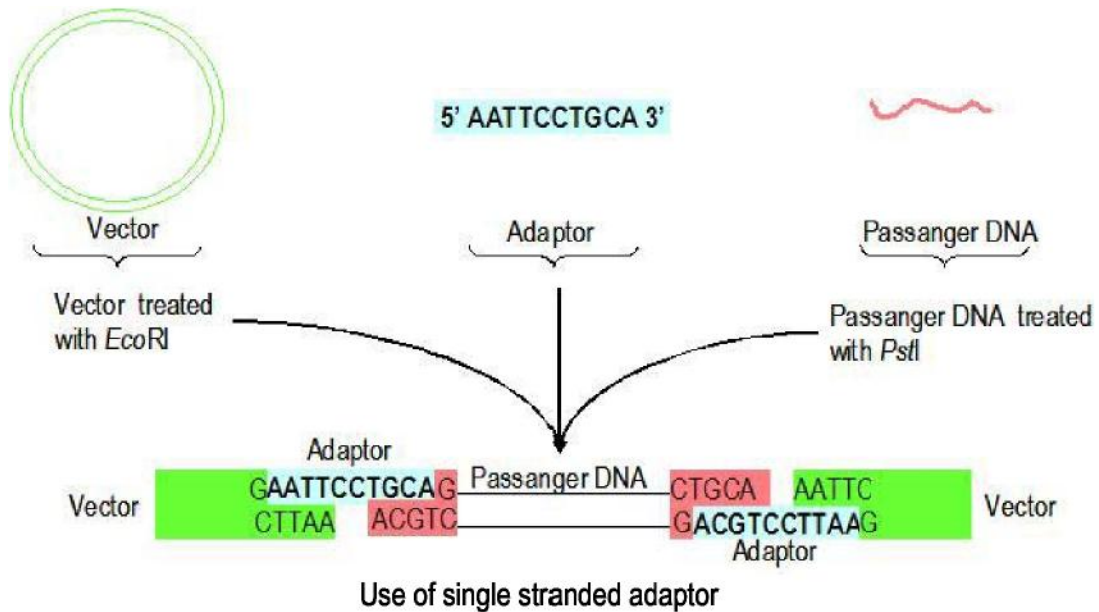 5' AATTCCTGCA 3'
Vector
Adaptor
Passanger DNA
Vector treated
with EcoRI
Passanger DNA treated
with PstI
Adaptor
Vector
GAATTCCTGCAG
Passanger DNA
CTGCA
AATTC
Vector
CTTAA
ACGTC
GACGTCCTTAAG
Adaptor
Use of single stranded adaptor